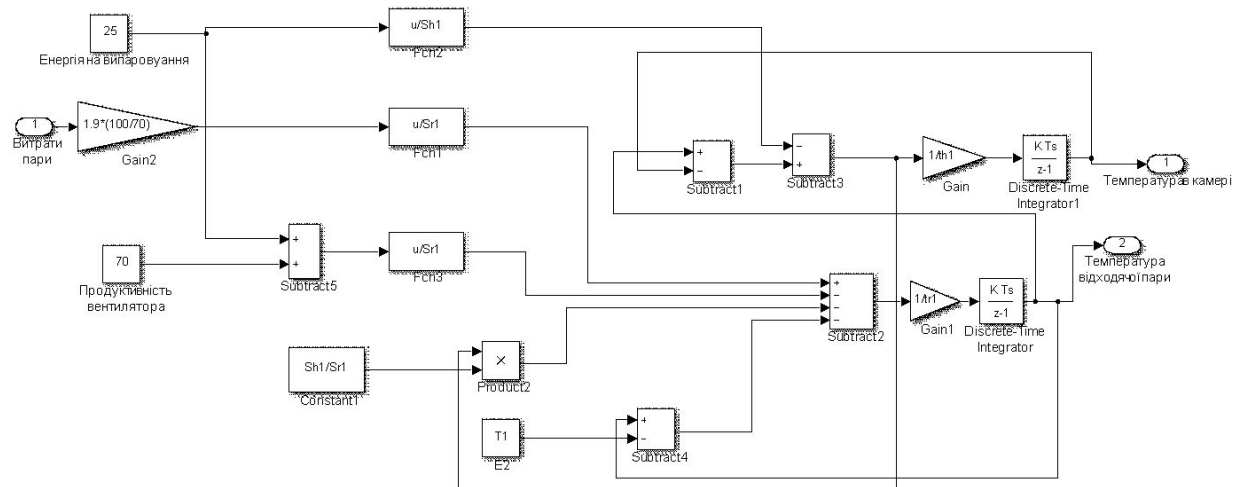 25
Енергія на випаровування
u/Sh1
Fcn2
1
Витрати
пари
1.9*(100/70)
Gain2
u/Sr1
Fcn1
+
−
Subtract1
−
+
Subtract3
1/th1
Gain
K Ts
z-1
Discrete-Time
Integrator1
1
Температура в камері
70
Продуктивність
вентилятора
+
+
Subtract5
u/Sr1
Fcn3
+
−
−
−
Subtract2
1/tr1
Gain1
K Ts
z-1
Discrete-Time
Integrator
2
Температура
відходячої пари
Sh1/Sr1
Constant1
×
Product2
T1
E2
+
−
Subtract4